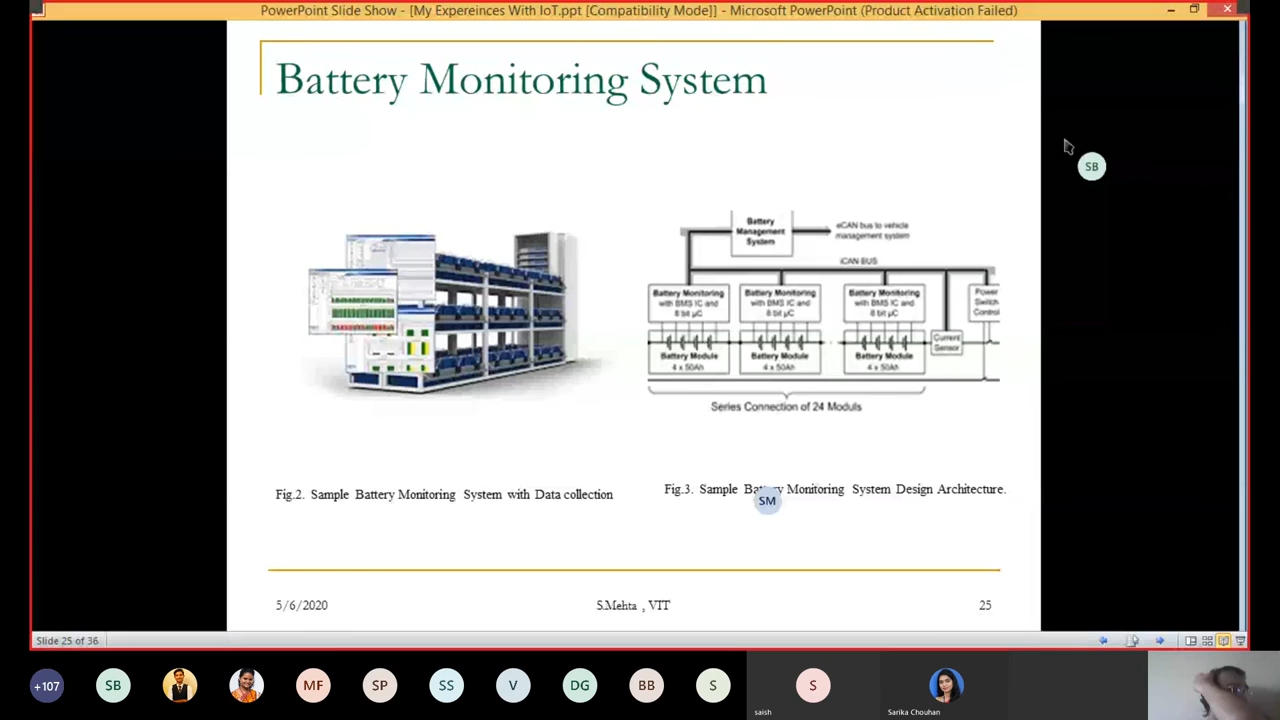 PowerPoint Slide Show - [My Expereinces With IoT.ppt [Compatibility Mode]] - Microsoft PowerPoint (Product Activation Failed)
Battery Monitoring System
SB
Battery
Management
System
eCAN bus to vehicle
management system
iCAN BUS
Battery Monitoring
with BMS IC and
8 bit µC
Battery Monitoring
with BMS IC and
8 bit µC
Battery Monitoring
with BMS IC and
8 bit µC
Power
Switch
Control
Current
Sensor
Battery Module
4 x 50Ah
Battery Module
4 x 50Ah
Battery Module
4 x 50Ah
Series Connection of 24 Moduls
Fig.2. Sample Battery Monitoring System with Data collection
Fig.3. Sample Battery Monitoring System Design Architecture.
SM
5/6/2020
S.Mehta , VIT
25
Slide 25 of 36
+107
SB
MF
SP
SS
V
DG
BB
S
S
saish
Sarika Chouhan